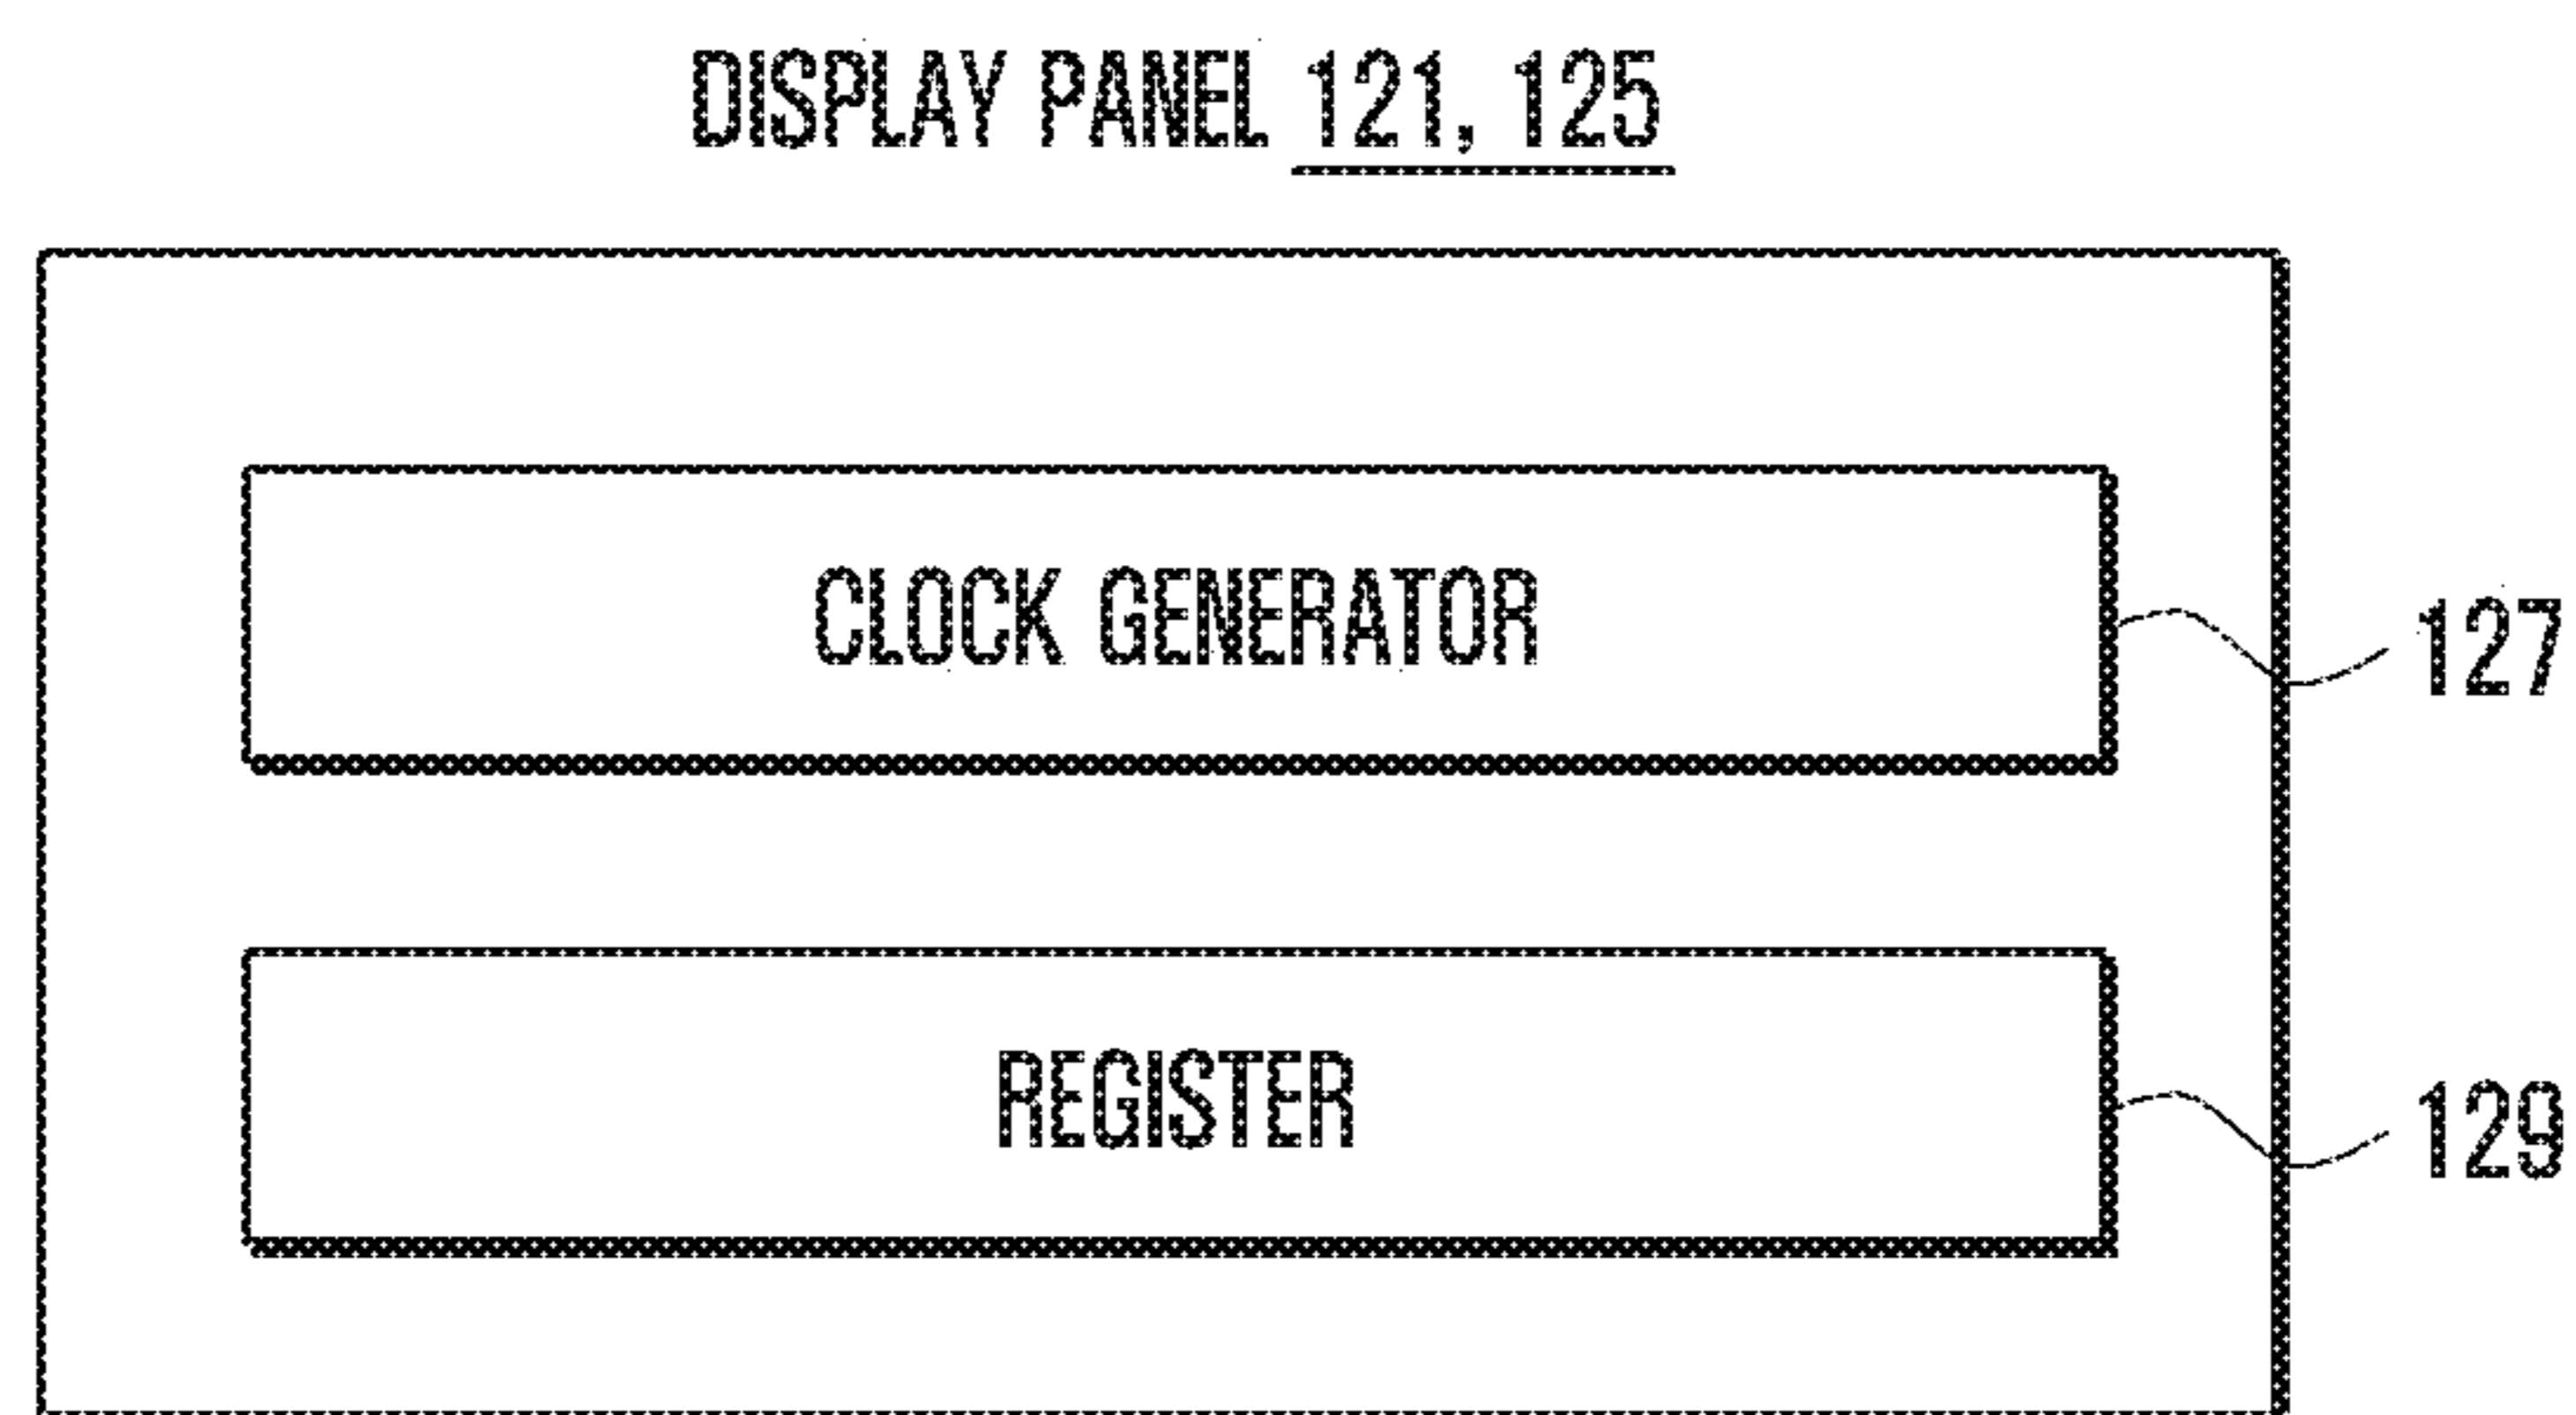 DISPLAY PANEL 121, 125
CLOCK GENERATOR
127
REGISTER
129